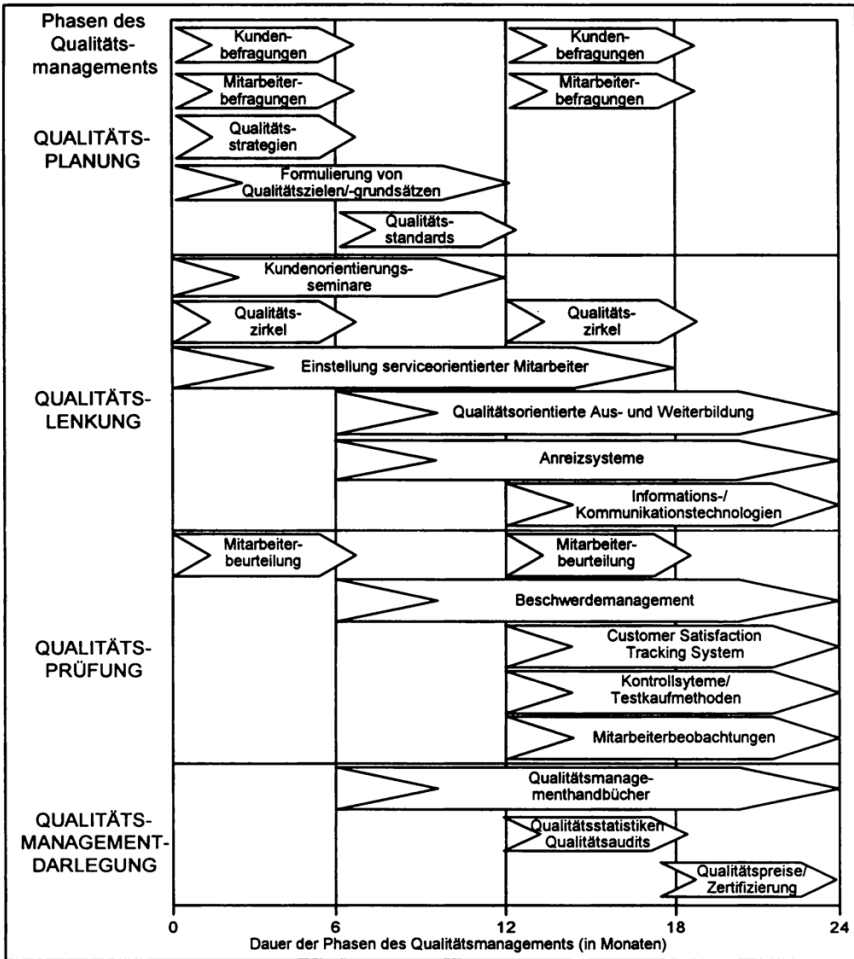 Phasen des
Qualitäts-
managements
Kunden-
befragungen
Kunden-
befragungen
Mitarbeiter-
befragungen
Mitarbeiter-
befragungen
QUALITÄTS-
PLANUNG
Qualitäts-
strategien
Formulierung von
Qualitätszielen/-grundsätzen
Qualitäts-
standards
QUALITÄTS-
LENKUNG
Kundenorientierungs-
seminare
Qualitäts-
zirkel
Qualitäts-
zirkel
Einstellung serviceorientierter Mitarbeiter
Qualitätsorientierte Aus- und Weiterbildung
Anreizsysteme
Informations-/
Kommunikationstechnologien
QUALITÄTS-
PRÜFUNG
Mitarbeiter-
beurteilung
Mitarbeiter-
beurteilung
Beschwerdemanagement
Customer Satisfaction
Tracking System
Kontrollsyteme/
Testkaufmethoden
Mitarbeiterbeobachtungen
QUALITÄTS-
MANAGEMENT-
DARLEGUNG
Qualitätsmanage-
menthandbücher
Qualitätsstatistiken
Qualitätsaudits
Qualitätspreise/
Zertifizierung
0 6 12 18 24
Dauer der Phasen des Qualitätsmanagements (in Monaten)